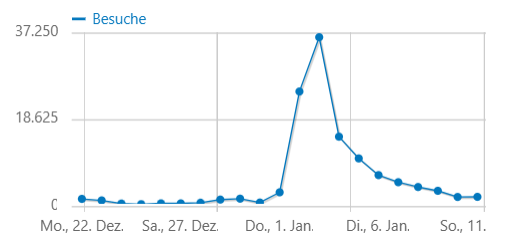 Besuche
37.250
18.625
0
Mo., 22. Dez. Sa., 27. Dez. Do., 1. Jan. Di., 6. Jan. So., 11.